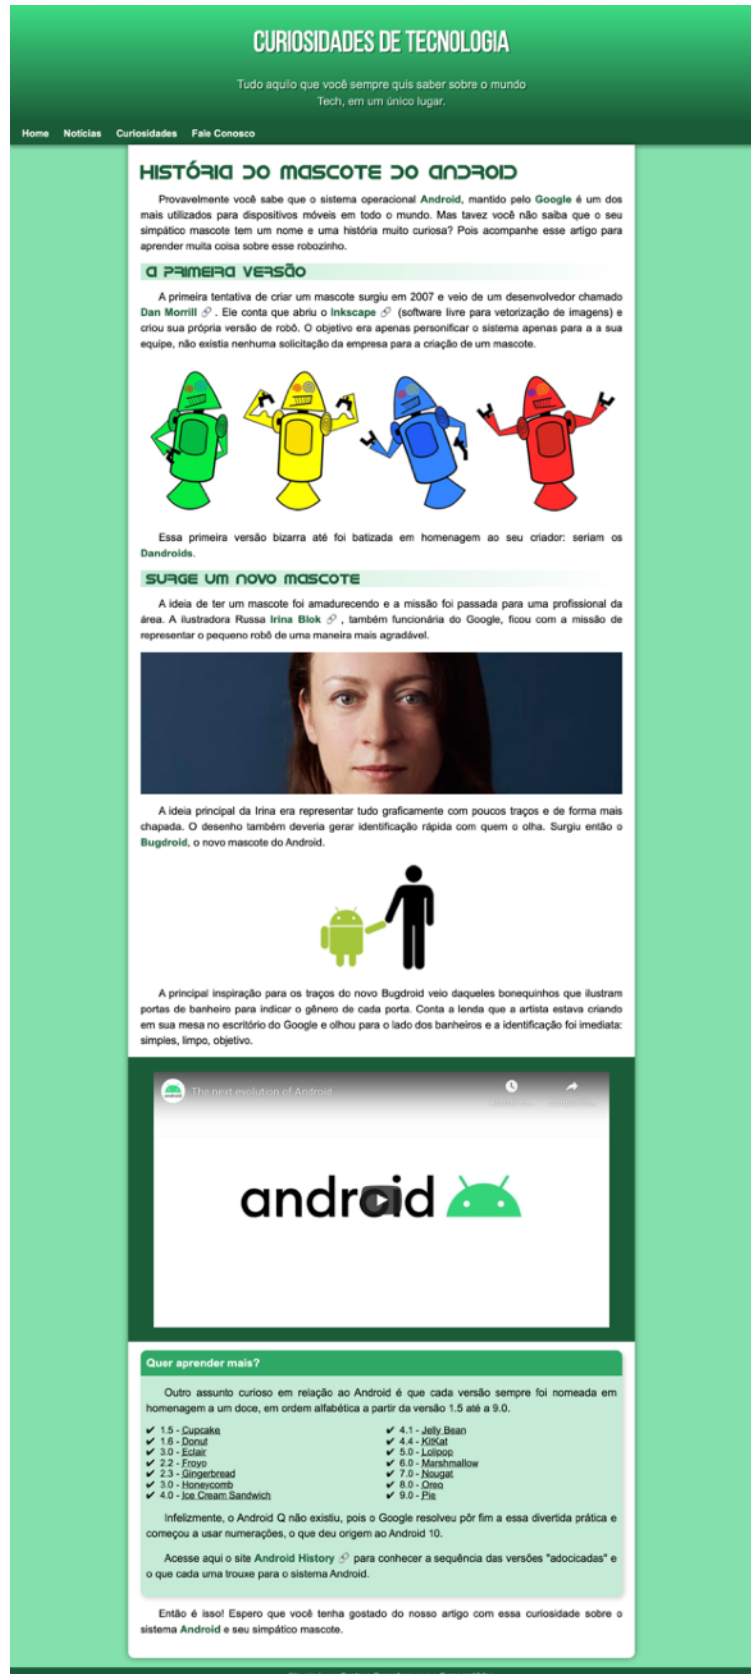 CURIOSIDADES DE TECNOLOGIA
Tudo aquilo que você sempre quis saber sobre o mundo
Tech, em um único lugar.
Home Notícias Curiosidades Fale Conosco
HISTÓRIA DO MASCOTE DO ANDROID
Provavelmente você sabe que o sistema operacional Android, mantido pelo Google é um dos
mais utilizados para dispositivos móveis em todo o mundo. Mas tavez você não saiba que o seu
simpático mascote tem um nome e uma história muito curiosa? Pois acompanhe esse artigo para
aprender muita coisa sobre esse robozinho.
A PRIMEIRA VERSÃO
A primeira tentativa de criar um mascote surgiu em 2007 e veio de um desenvolvedor chamado
Dan Morrill . Ele conta que abriu o Inkscape (software livre para vetorização de imagens) e
criou sua própria versão de robô. O objetivo era apenas personificar o sistema apenas para a a sua
equipe, não existia nenhuma solicitação da empresa para a criação de um mascote.
Essa primeira versão bizarra até foi batizada em homenagem ao seu criador: seriam os
Dandroids.
SURGE UM NOVO MASCOTE
A ideia de ter um mascote foi amadurecendo e a missão foi passada para uma profissional da
área. A ilustradora Russa Irina Blok , também funcionária do Google, ficou com a missão de
representar o pequeno robô de uma maneira mais agradável.
A ideia principal da Irina era representar tudo graficamente com poucos traços e de forma mais
chapada. O desenho também deveria gerar identificação rápida com quem o olha. Surgiu então o
Bugdroid, o novo mascote do Android.
A principal inspiração para os traços do novo Bugdroid veio daqueles bonequinhos que ilustram
portas de banheiro para indicar o gênero de cada porta. Conta a lenda que a artista estava criando
em sua mesa no escritório do Google e olhou para o lado dos banheiros e a identificação foi imediata:
simples, limpo, objetivo.
android The next evolution of Android
android
Quer aprender mais?
Outro assunto curioso em relação ao Android é que cada versão sempre foi nomeada em
homenagem a um doce, em ordem alfabética a partir da versão 1.5 até a 9.0.
✔ 1.5 - Cupcake
✔ 1.6 - Donut
✔ 3.0 - Eclair
✔ 2.2 - Froyo
✔ 2.3 - Gingerbread
✔ 3.0 - Honeycomb
✔ 4.0 - Ice Cream Sandwich
✔ 4.1 - Jelly Bean
✔ 4.4 - KitKat
✔ 5.0 - Lolipop
✔ 6.0 - Marshmallow
✔ 7.0 - Nougat
✔ 8.0 - Oreo
✔ 9.0 - Pie
Infelizmente, o Android Q não existiu, pois o Google resolveu pôr fim a essa divertida prática e
começou a usar numerações, o que deu origem ao Android 10.
Acesse aqui o site Android History para conhecer a sequência das versões "adocicadas" e
o que cada uma trouxe para o sistema Android.
Então é isso! Espero que você tenha gostado do nosso artigo com essa curiosidade sobre o
sistema Android e seu simpático mascote.